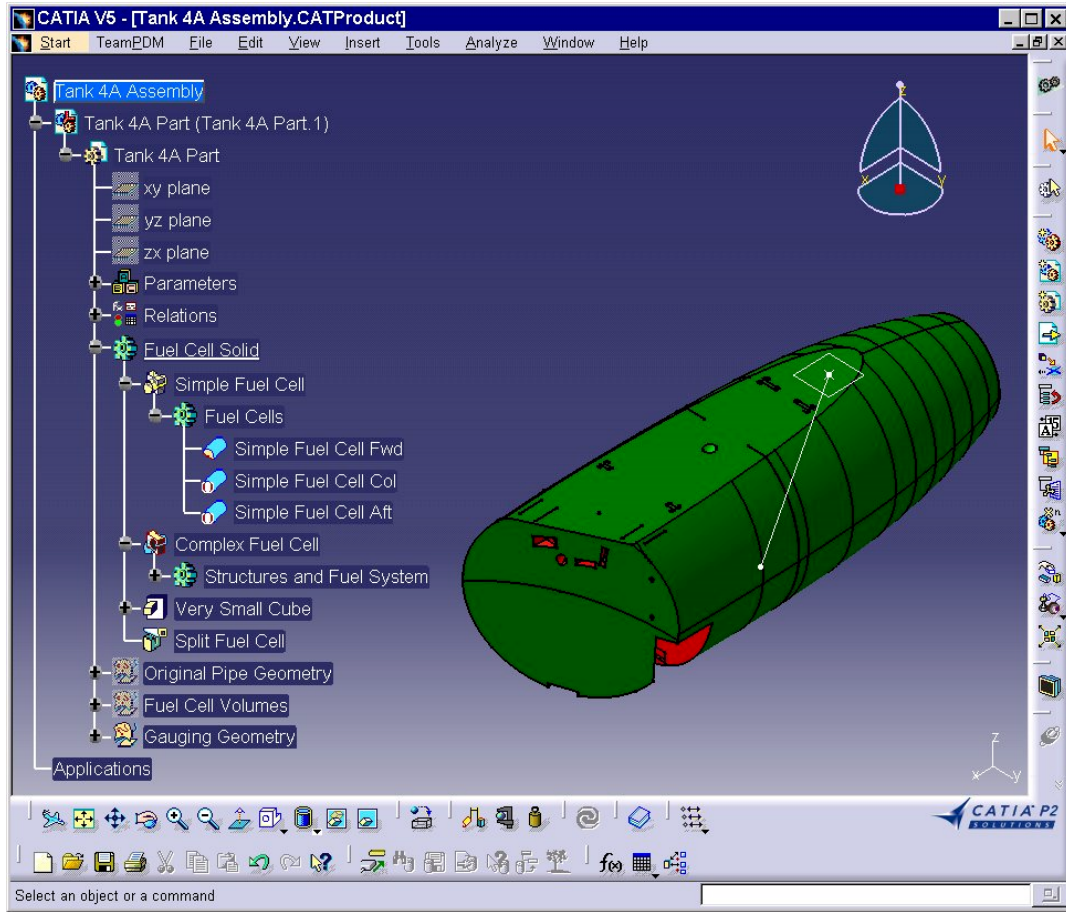 CATIA V5 - [Tank 4A Assembly.CATProduct]
Start TeamPDM File Edit View Insert Tools Analyze Window Help
Tank 4A Assembly
Tank 4A Part (Tank 4A Part.1)
Tank 4A Part
xy plane
yz plane
zx plane
Parameters
Relations
Fuel Cell Solid
Simple Fuel Cell
Fuel Cells
Simple Fuel Cell Fwd
Simple Fuel Cell Col
Simple Fuel Cell Aft
Complex Fuel Cell
Structures and Fuel System
Very Small Cube
Split Fuel Cell
Original Pipe Geometry
Fuel Cell Volumes
Gauging Geometry
Applications
z
x y
z
x y
CATIA P2
SOLUTIONS
f(x)
Select an object or a command